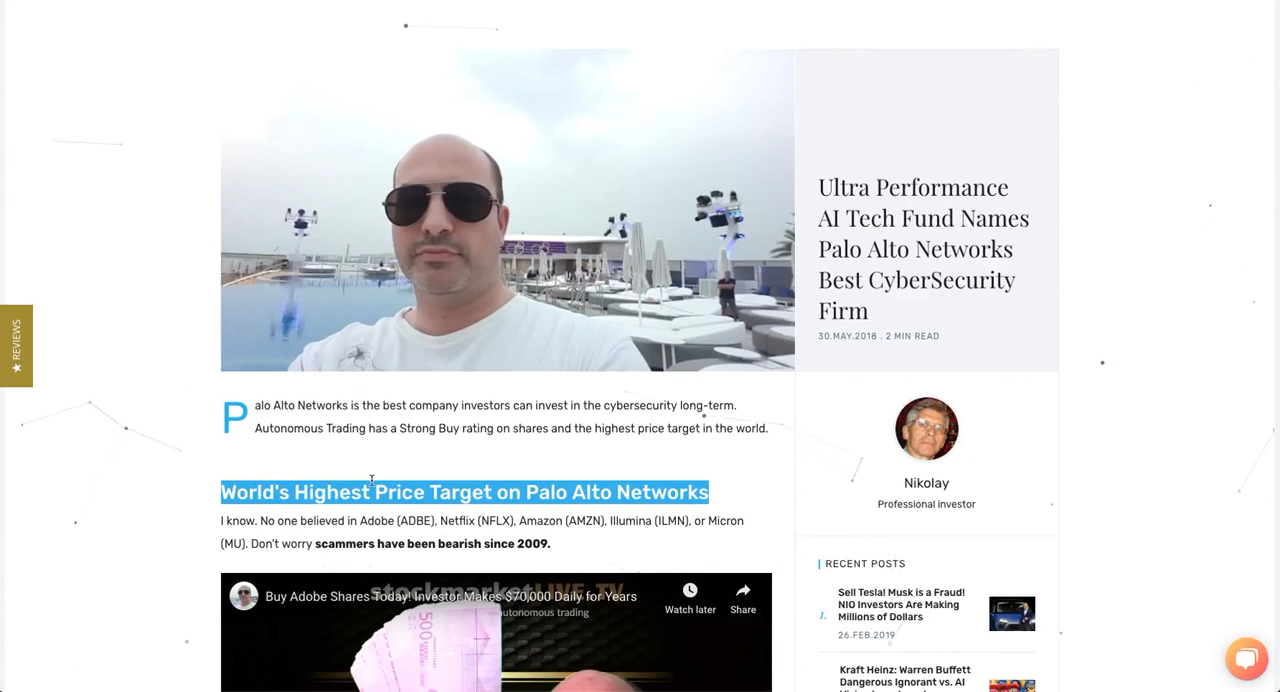 Ultra Performance
AI Tech Fund Names
Palo Alto Networks
Best CyberSecurity
Firm
30.MAY.2018 . 2 MIN READ
★ REVIEWS
Palo Alto Networks is the best company investors can invest in the cybersecurity long-term.
Autonomous Trading has a Strong Buy rating on shares and the highest price target in the world.
World's Highest Price Target on Palo Alto Networks
I know. No one believed in Adobe (ADBE), Netflix (NFLX), Amazon (AMZN), Illumina (ILMN), or Micron
(MU). Don't worry scammers have been bearish since 2009.
stockmarketLIVE.TV
Buy Adobe Shares Today! Investor Makes $70,000 Daily for Years
autonomous trading
Watch later
Share
500
Nikolay
Professional investor
RECENT POSTS
1.
Sell Tesla! Musk is a Fraud!
NIO Investors Are Making
Millions of Dollars
26.FEB.2019
Kraft Heinz: Warren Buffett
Dangerous Ignorant vs. AI